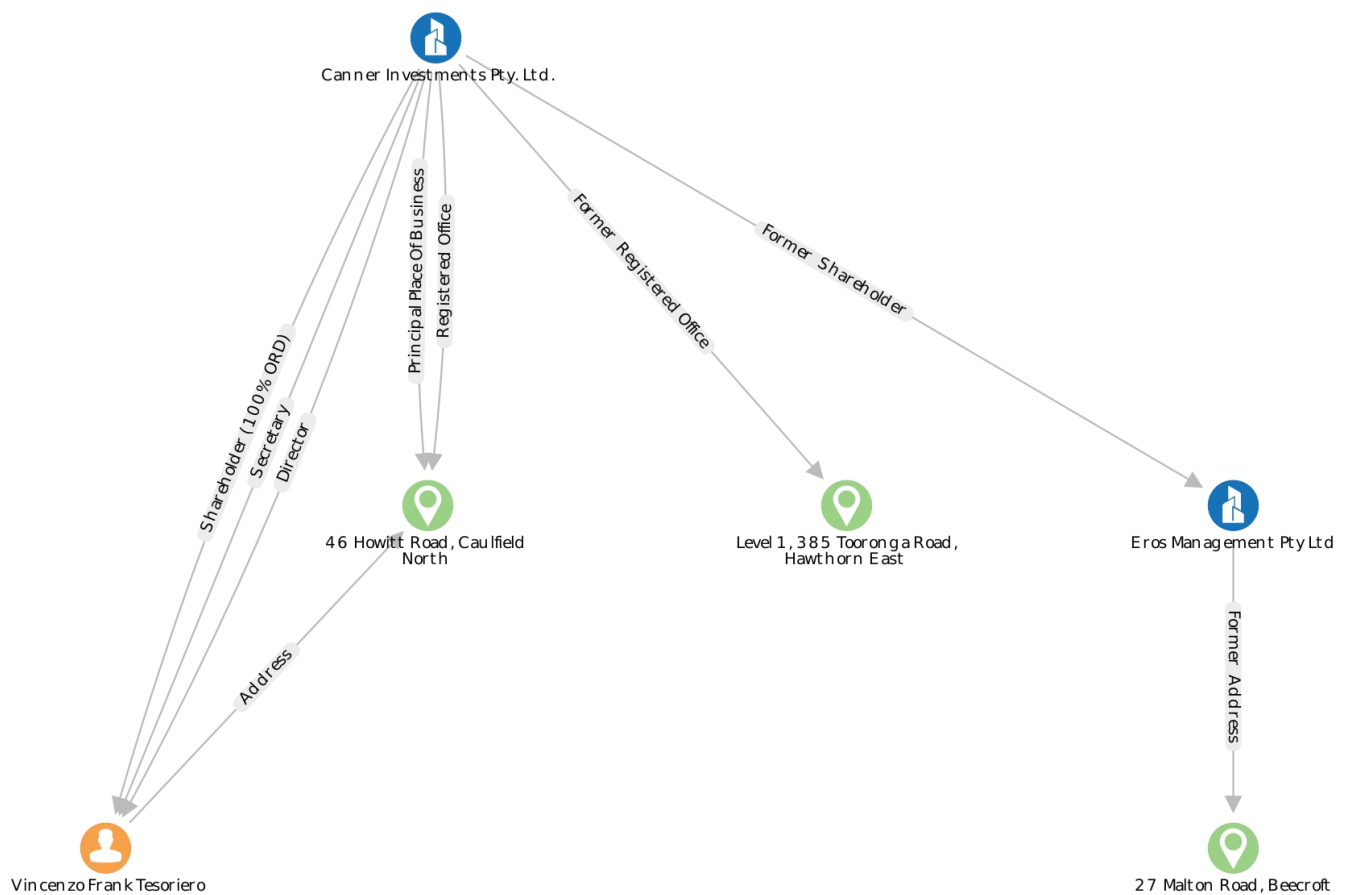 Canner Investments Pty. Ltd.
Principal Place Of Business
Registered Office
Former Registered Office
Former Shareholder
Shareholder (100% ORD)
Secretary
Director
46 Howitt Road, Caulfield
North
Level 1, 385 Tooronga Road,
Hawthorn East
Eros Management Pty Ltd
Address
Former Address
Vincenzo Frank Tesoriero
27 Malton Road, Beecroft